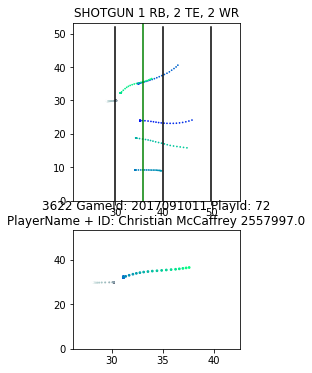 SHOTGUN 1 RB, 2 TE, 2 WR
50
40
30
20
10
0
30 40 50
3622 GameId: 2017091011 PlayId: 72
PlayerName + ID: Christian McCaffrey 2557997.0
40
20
0
30 35 40